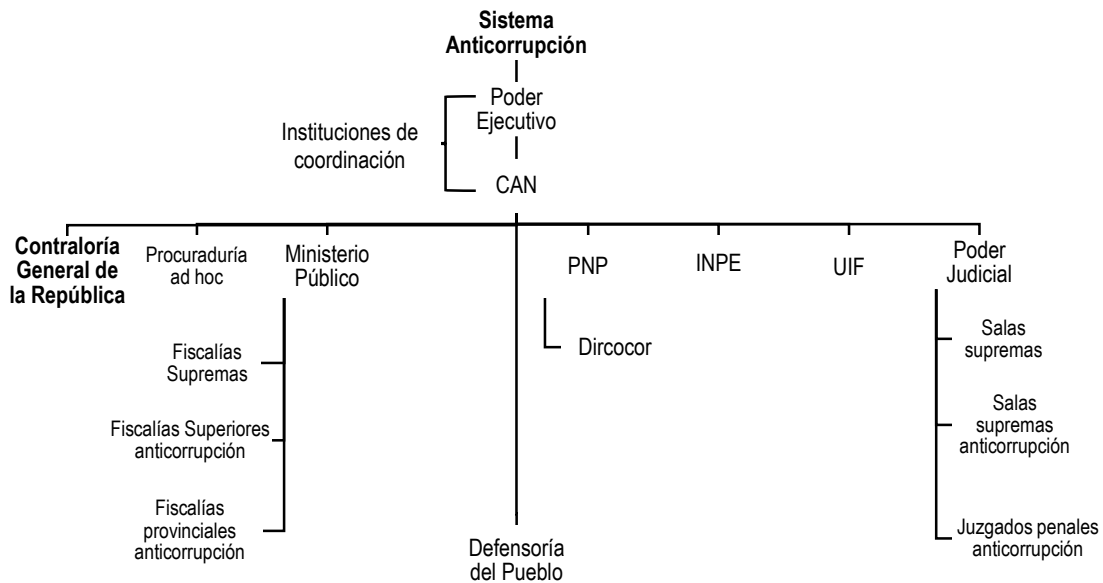 Sistema
Anticorrupción
Poder
Ejecutivo
Instituciones de
coordinación
CAN
Contraloría
General de
la República
Procuraduría
ad hoc
Ministerio
Público
PNP
INPE
UIF
Poder
Judicial
Fiscalías
Supremas
Fiscalías Superiores
anticorrupción
Fiscalías
provinciales
anticorrupción
Dircocor
Salas
supremas
Salas
supremas
anticorrupción
Juzgados penales
anticorrupción
Defensoría
del Pueblo